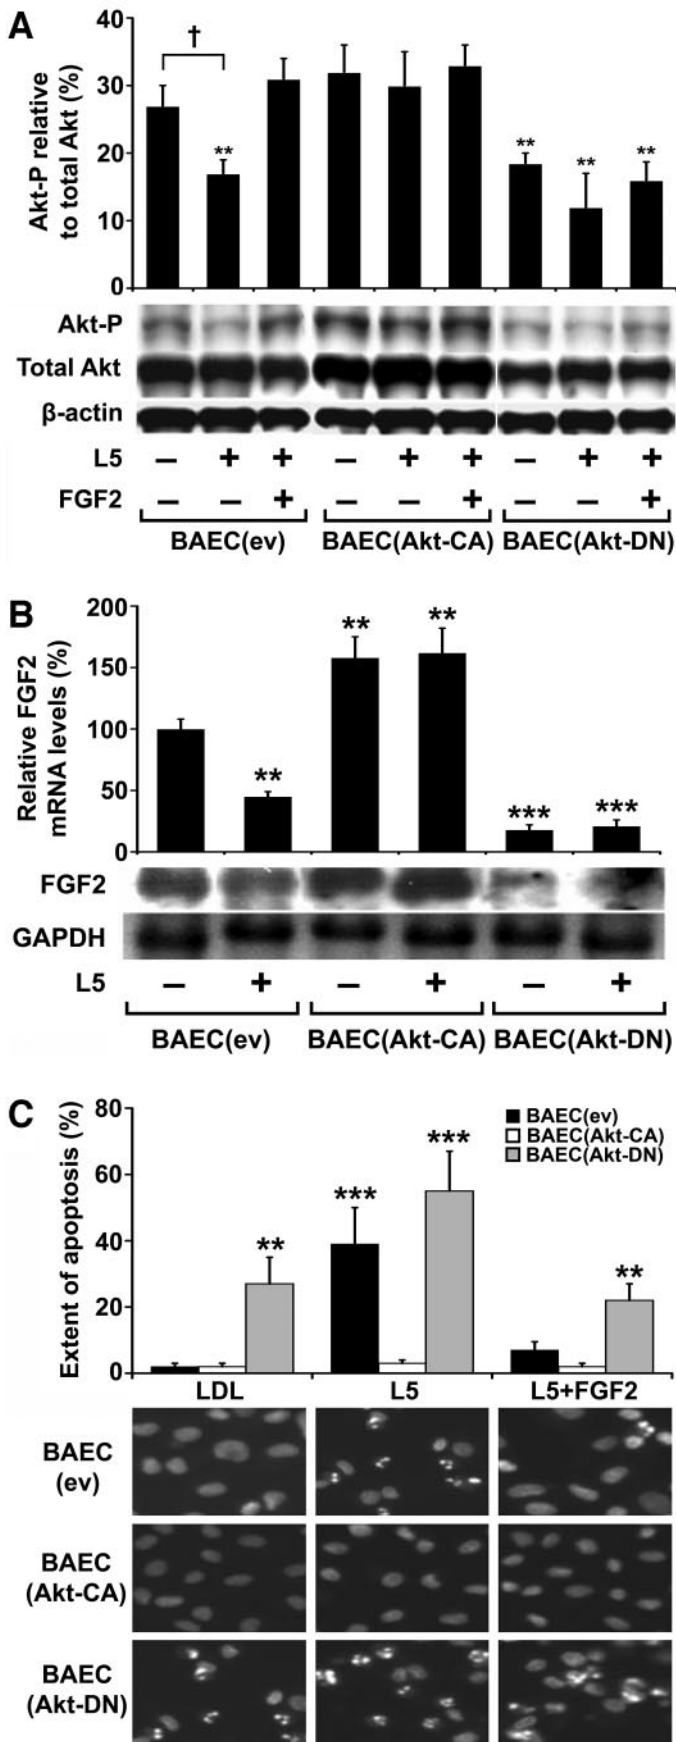 A
Akt-P relative
to total Akt (%)
40
30
20
10
0
†
**
**
**
**
Akt-P
Total Akt
β-actin
L5 – + + – + + – + +
FGF2 – – + – – + – – +
BAEC(ev) BAEC(Akt-CA) BAEC(Akt-DN)
B
Relative FGF2
mRNA levels (%)
200
150
100
50
0
**
**
**
***
***
FGF2
GAPDH
L5 – + – + – +
BAEC(ev) BAEC(Akt-CA) BAEC(Akt-DN)
C
Extent of apoptosis (%)
80
60
40
20
0
BAEC(ev)
BAEC(Akt-CA)
BAEC(Akt-DN)
**
***
***
**
LDL L5 L5+FGF2
BAEC
(ev)
BAEC
(Akt-CA)
BAEC
(Akt-DN)